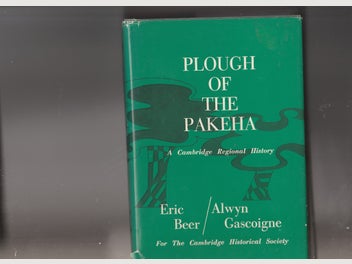 PLOUGH
OF
THE
PAKEHA
A Cambridge Regional History
Eric Beer / Alwyn Gascoigne
For The Cambridge Historical Society